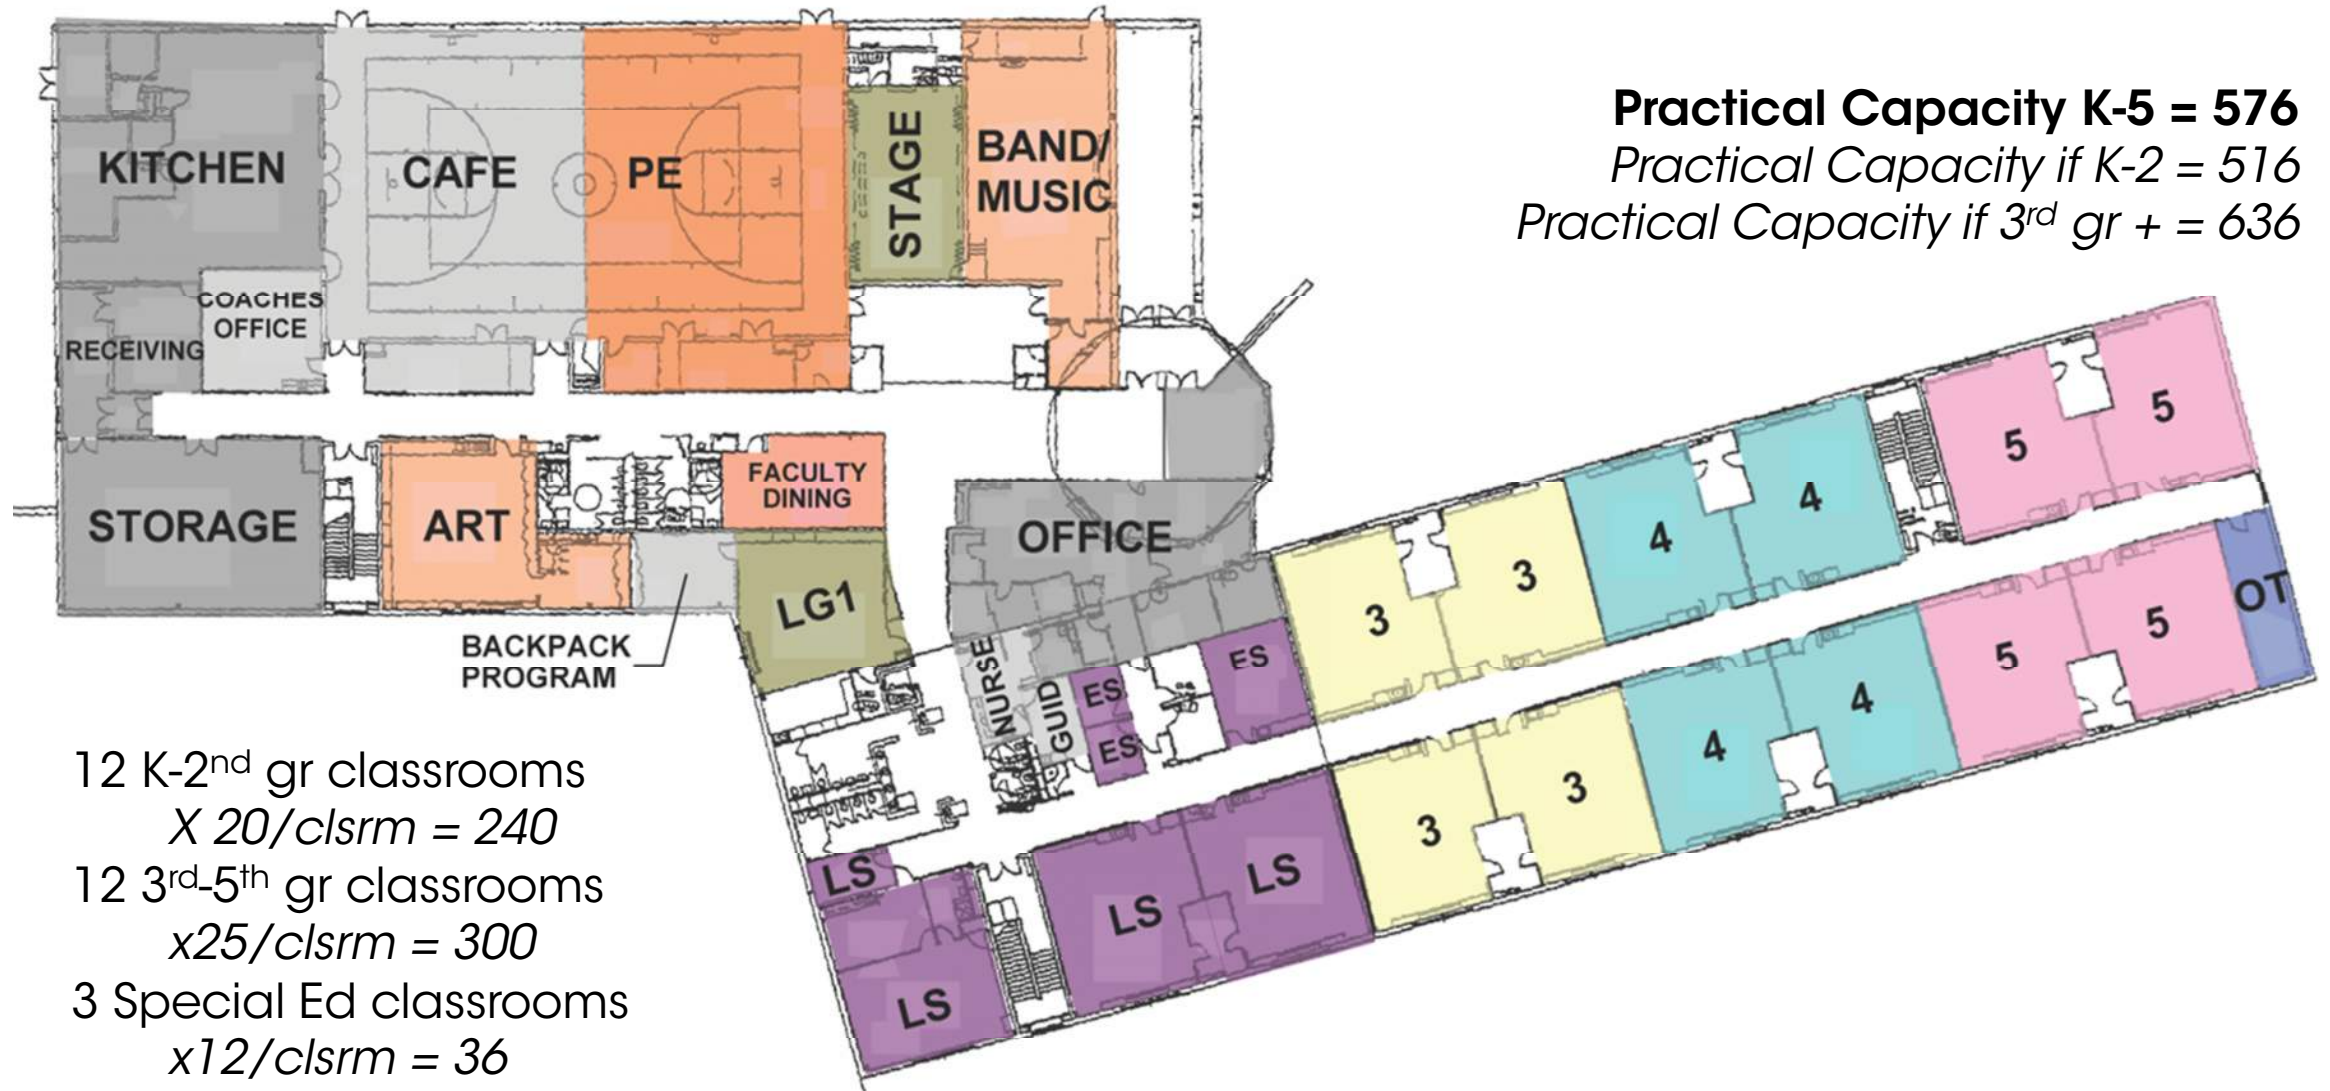 Practical Capacity K-5 = 576
Practical Capacity if K-2 = 516
Practical Capacity if 3rd gr + = 636
KITCHEN
CAFE
PE
STAGE
BAND/
MUSIC
COACHES
OFFICE
RECEIVING
STORAGE
ART
FACULTY
DINING
LG1
BACKPACK
PROGRAM
OFFICE
NURSE
GUID
ES
ES
ES
3
3
4
4
5
5
3
3
4
4
5
5
OT
LS
LS
LS
LS
12 K-2nd gr classrooms
X 20/clsrm = 240
12 3rd-5th gr classrooms
x25/clsrm = 300
3 Special Ed classrooms
x12/clsrm = 36